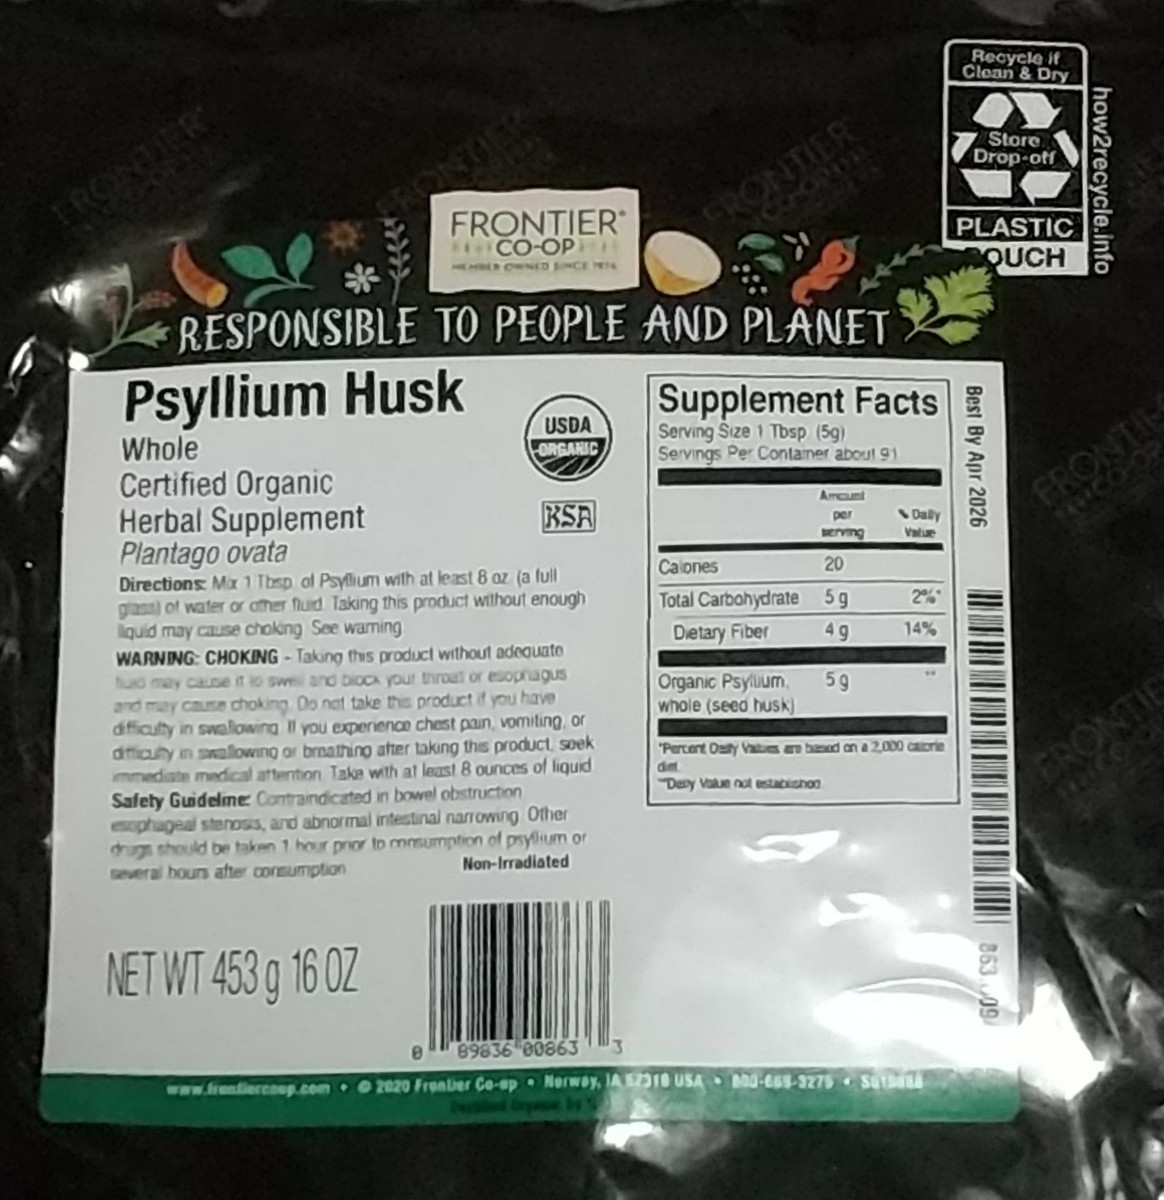 Recycle if
Clean & Dry
Store
Drop-off
PLASTIC
POUCH
how2recycle.info
FRONTIER®
CO-OP
MEMBER OWNED SINCE 1976
RESPONSIBLE TO PEOPLE AND PLANET
Psyllium Husk
Whole
Certified Organic
Herbal Supplement
Plantago ovata
USDA
ORGANIC
KSA
Directions: Mix 1 Tbsp. of Psyllium with at least 8 oz. (a full
glass) of water or other fluid. Taking this product without enough
liquid may cause choking. See warning.
WARNING: CHOKING - Taking this product without adequate
fluid may cause it to swell and block your throat or esophagus
and may cause choking. Do not take this product if you have
difficulty in swallowing. If you experience chest pain, vomiting, or
difficulty in swallowing or breathing after taking this product, seek
immediate medical attention. Take with at least 8 ounces of liquid.
Safety Guideline: Contraindicated in bowel obstruction,
esophageal stenosis, and abnormal intestinal narrowing. Other
drugs should be taken 1 hour prior to consumption of psyllium or
several hours after consumption.
Non-Irradiated
NET WT 453 g 16 OZ
0 89836 00863 3
Supplement Facts
Serving Size 1 Tbsp. (5g)
Servings Per Container about 91
Amount per serving
% Daily Value
Calories 20
Total Carbohydrate 5 g 2%*
Dietary Fiber 4 g 14%
Organic Psyllium, 5 g **
whole (seed husk)
*Percent Daily Values are based on a 2,000 calorie
diet.
**Daily Value not established.
Best By Apr 2026
www.frontiercoop.com • © 2020 Frontier Co-op • Norway, IA 52318 USA • 800-669-3275